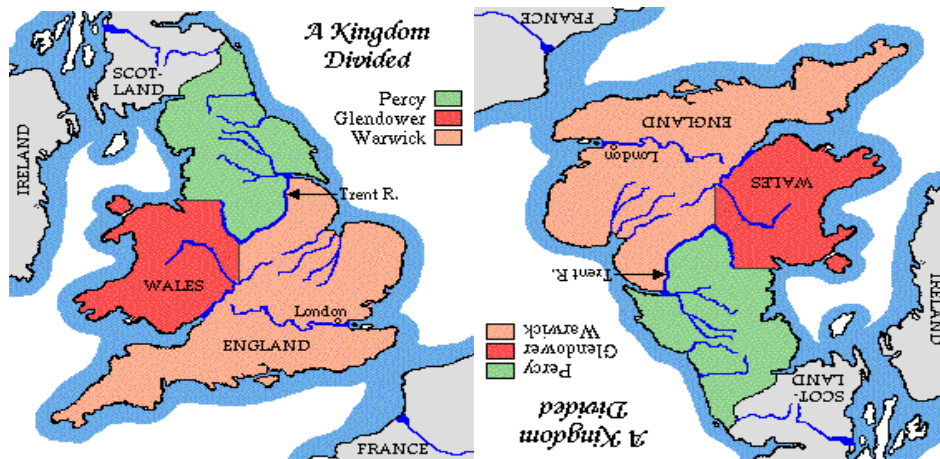 A Kingdom
Divided
SCOT-
LAND
Percy
Glendower
Warwick
IRELAND
Trent R.
WALES
London
ENGLAND
FRANCE
FRANCE
ENGLAND
London
WALES
Trent R.
IRELAND
Warwick
Glendower
Percy
SCOT-
LAND
A Kingdom
Divided